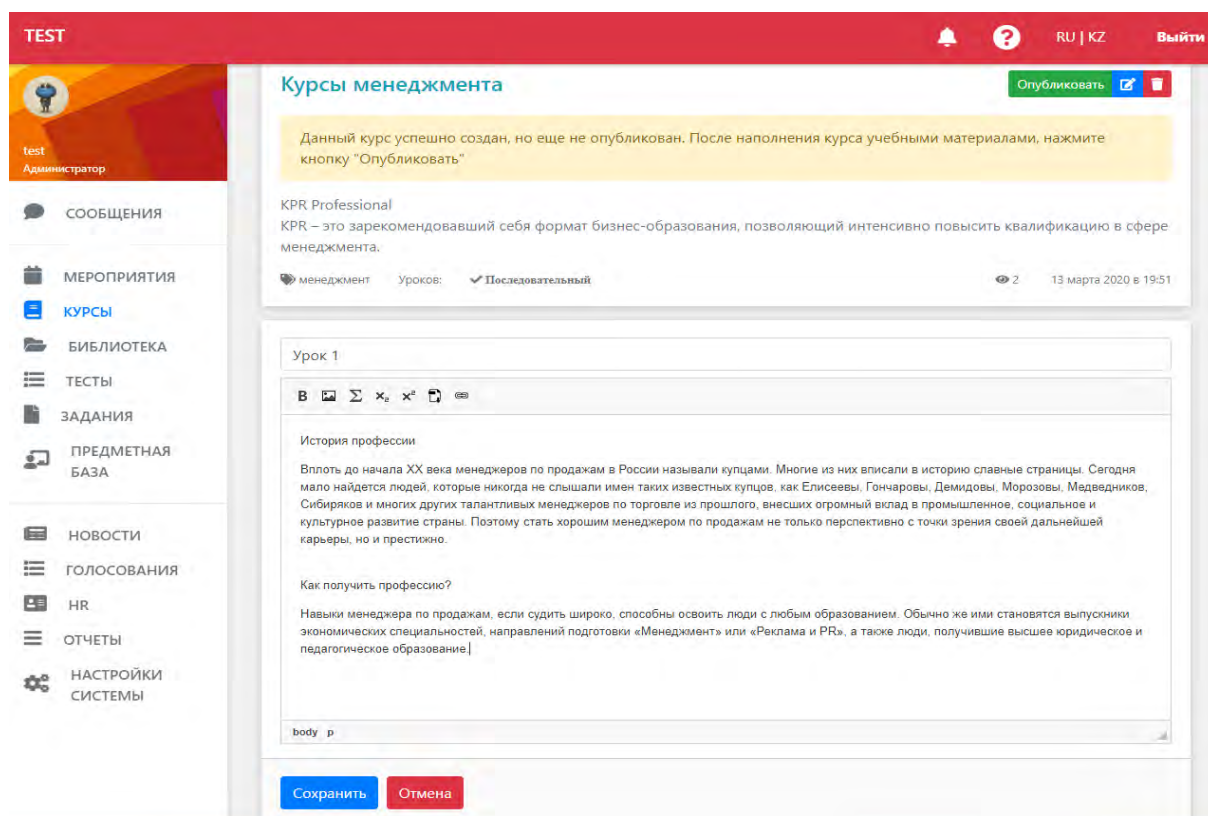 TEST
RU | KZ
Выйти
test
Администратор
СООБЩЕНИЯ
МЕРОПРИЯТИЯ
КУРСЫ
БИБЛИОТЕКА
ТЕСТЫ
ЗАДАНИЯ
ПРЕДМЕТНАЯ
БАЗА
НОВОСТИ
ГОЛОСОВАНИЯ
HR
ОТЧЕТЫ
НАСТРОЙКИ
СИСТЕМЫ
Курсы менеджмента
Опубликовать
Данный курс успешно создан, но еще не опубликован. После наполнения курса учебными материалами, нажмите
кнопку "Опубликовать"
KPR Professional
KPR – это зарекомендовавший себя формат бизнес-образования, позволяющий интенсивно повысить квалификацию в сфере
менеджмента.
менеджмент Уроков: Последовательный 2 13 марта 2020 в 19:51
Урок 1
B Σ x₂ x²
История профессии
Вплоть до начала XX века менеджеров по продажам в России называли купцами. Многие из них вписали в историю славные страницы. Сегодня
мало найдется людей, которые никогда не слышали имен таких известных купцов, как Елисеевы, Гончаровы, Демидовы, Морозовы, Медведников,
Сибиряков и многих других талантливых менеджеров по торговле из прошлого, внесших огромный вклад в промышленное, социальное и
культурное развитие страны. Поэтому стать хорошим менеджером по продажам не только перспективно с точки зрения своей дальнейшей
карьеры, но и престижно.
Как получить профессию?
Навыки менеджера по продажам, если судить широко, способны освоить люди с любым образованием. Обычно же ими становятся выпускники
экономических специальностей, направлений подготовки «Менеджмент» или «Реклама и PR», а также люди, получившие высшее юридическое и
педагогическое образование.
body p
Сохранить
Отмена